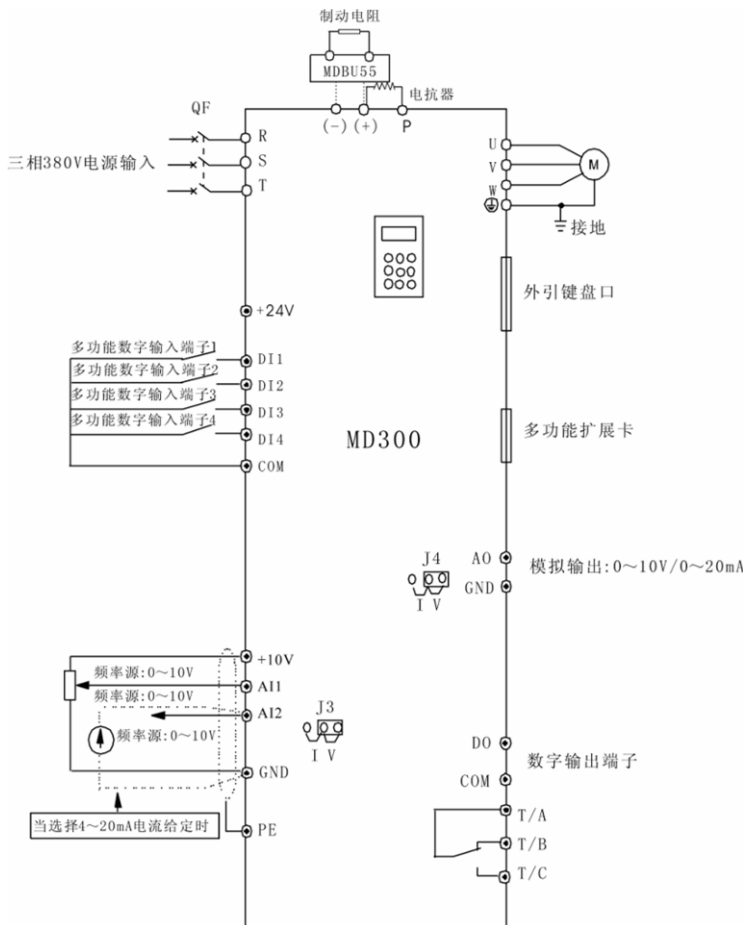 制动电阻
MDBU55
电抗器
(-) (+) P
QF
R
S
T
三相380V电源输入
U
V
W
M
接地
外引键盘口
+24V
多功能数字输入端子1
DI1
多功能数字输入端子2
DI2
多功能数字输入端子3
DI3
多功能数字输入端子4
DI4
COM
MD300
多功能扩展卡
J4
I V
AO
GND
模拟输出:0～10V/0～20mA
+10V
频率源:0～10V
AI1
频率源:0～10V
AI2
频率源:0～10V
GND
J3
I V
当选择4～20mA电流给定时
PE
DO
COM
数字输出端子
T/A
T/B
T/C